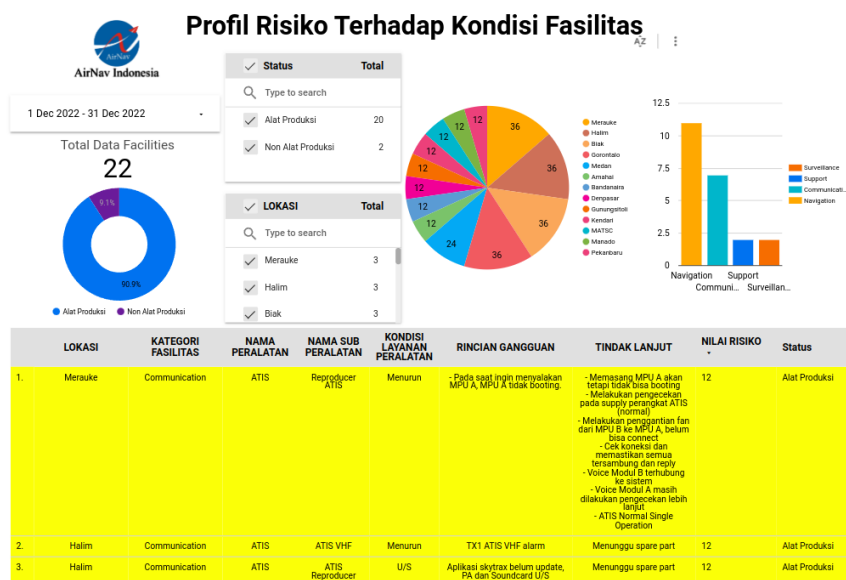 Profil Risiko Terhadap Kondisi Fasilitas
AirNav
AirNav Indonesia
AZ
1 Dec 2022 - 31 Dec 2022
Total Data Facilities
22
9.1%
90.9%
Alat Produksi
Non Alat Produksi
Status Total
Type to search
Alat Produksi 20
Non Alat Produksi 2
LOKASI Total
Type to search
Merauke 3
Halim 3
Biak 3
36
36
36
36
24
12
12
12
12
12
12
12
12
Merauke
Halim
Biak
Gorontalo
Medan
Amahai
Bandanaira
Denpasar
Gunungsitoli
Kendari
MATSC
Manado
Pekanbaru
12.5
10
7.5
5
2.5
0
Navigation
Communi...
Support
Surveillan...
Surveillance
Support
Communicati..
Navigation
LOKASI KATEGORI FASILITAS NAMA PERALATAN NAMA SUB PERALATAN KONDISI LAYANAN PERALATAN RINCIAN GANGGUAN TINDAK LANJUT NILAI RISIKO Status
1. Merauke Communication ATIS Reproducer ATIS Menurun
- Pada saat ingin menyalakan
MPU A, MPU A tidak booting.
- Memasang MPU A akan
tetapi tidak bisa booting
- Melakukan pengecekan
pada supply perangkat ATIS
(normal)
- Melakukan penggantian fan
dari MPU B ke MPU A, belum
bisa connect
- Cek koneksi dan
memastikan semua
tersambung dan reply
- Voice Modul B terhubung
ke sistem
- Voice Modul A masih
dilakukan pengecekan lebih
lanjut
- ATIS Normal Single
Operation
12 Alat Produksi
2. Halim Communication ATIS ATIS VHF Menurun TX1 ATIS VHF alarm Menunggu spare part 12 Alat Produksi
3. Halim Communication ATIS ATIS Reproducer U/S Aplikasi skytrax belum update, PA dan Soundcard U/S Menunggu spare part 12 Alat Produksi